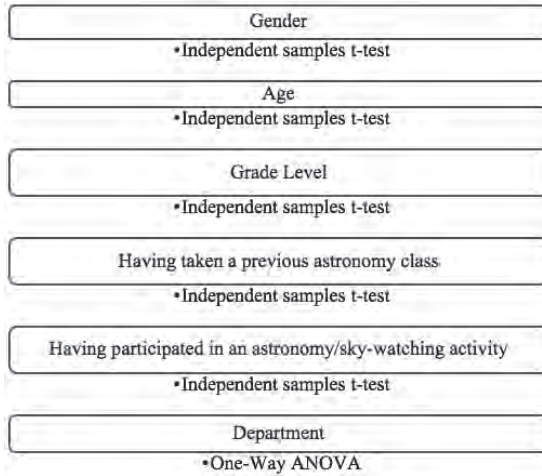 Gender
•Independent samples t-test
Age
•Independent samples t-test
Grade Level
•Independent samples t-test
Having taken a previous astronomy class
•Independent samples t-test
Having participated in an astronomy/sky-watching activity
•Independent samples t-test
Department
•One-Way ANOVA